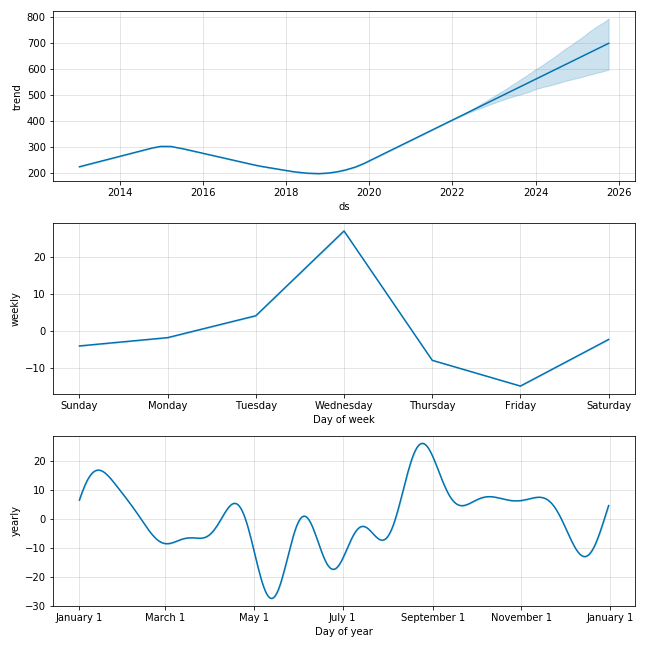 800
700
600
500
400
300
200
trend
2014 2016 2018 2020 2022 2024 2026
ds
20
10
0
−10
weekly
Sunday Monday Tuesday Wednesday Thursday Friday Saturday
Day of week
20
10
0
−10
−20
−30
yearly
January 1 March 1 May 1 July 1 September 1 November 1 January 1
Day of year